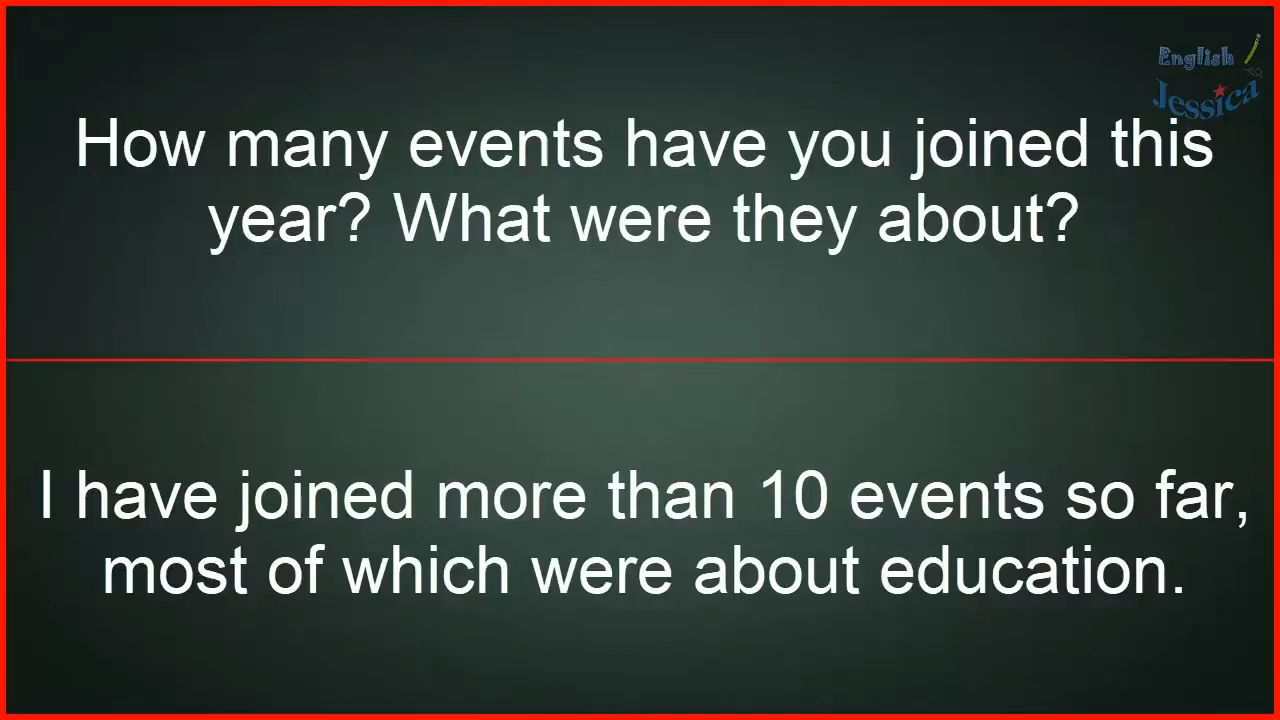 English
Jessica
How many events have you joined this
year? What were they about?
I have joined more than 10 events so far,
most of which were about education.